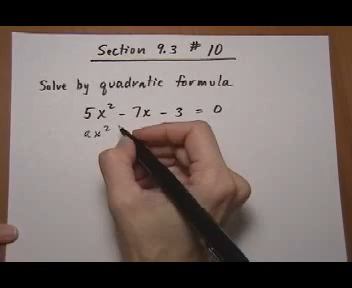 Section 9.3 # 10
Solve by quadratic formula
5x² - 7x - 3 = 0
ax²